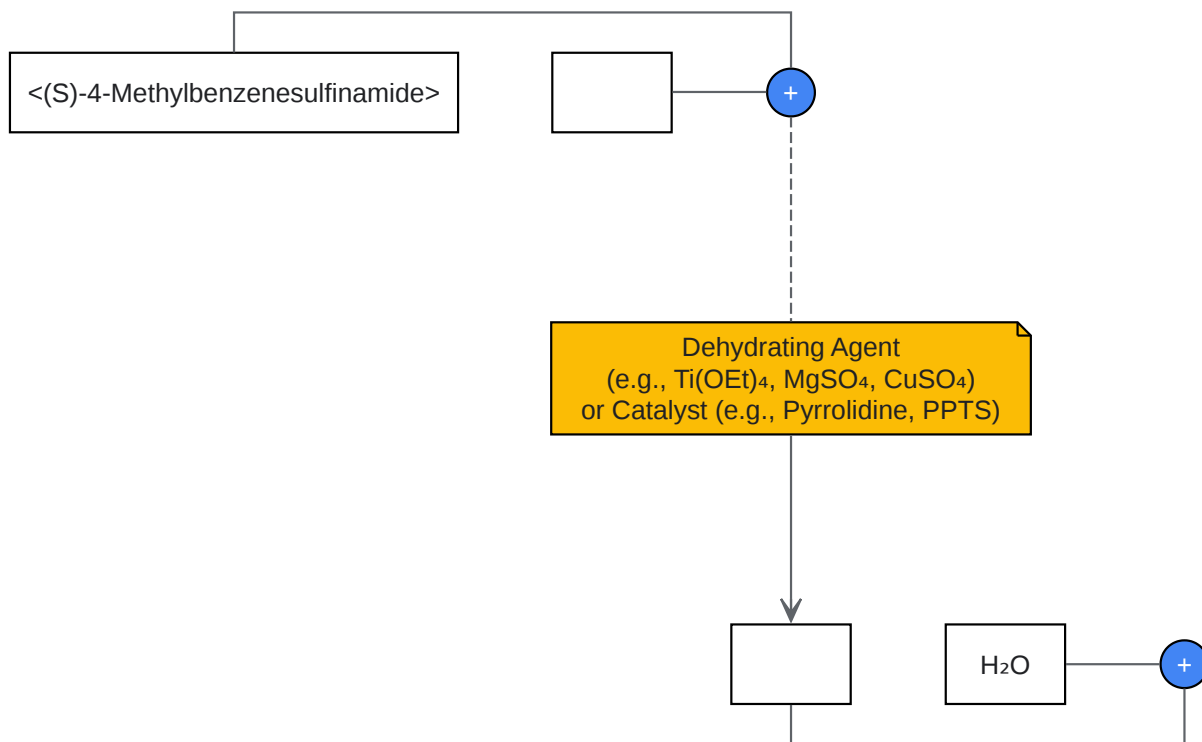 <(S)-4-Methylbenzenesulfinamide>
+
Dehydrating Agent
(e.g., Ti(OEt)₄, MgSO₄, CuSO₄)
or Catalyst (e.g., Pyrrolidine, PPTS)
H₂O
+